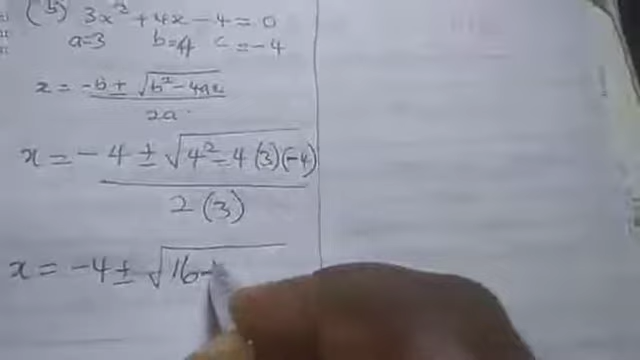 (b) 3x² + 4x - 4 = 0
a=3 b=4 c=-4
x = -b ± √b² - 4ac
2a
x = -4 ± √4² - 4(3)(-4)
2(3)
x = -4 ± √16